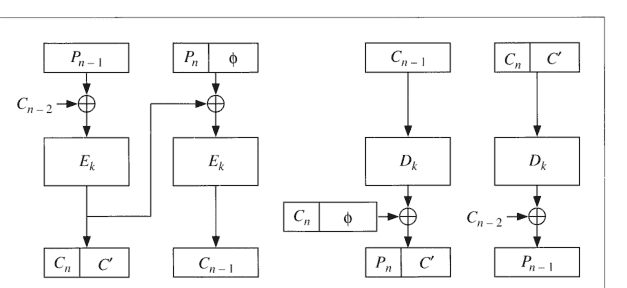 P_{n-1} P_n φ C_{n-1} C_n C′
C_{n-2}
E_k E_k D_k D_k
C_n φ C_{n-2}
C_n C′ C_{n-1} P_n C′ P_{n-1}